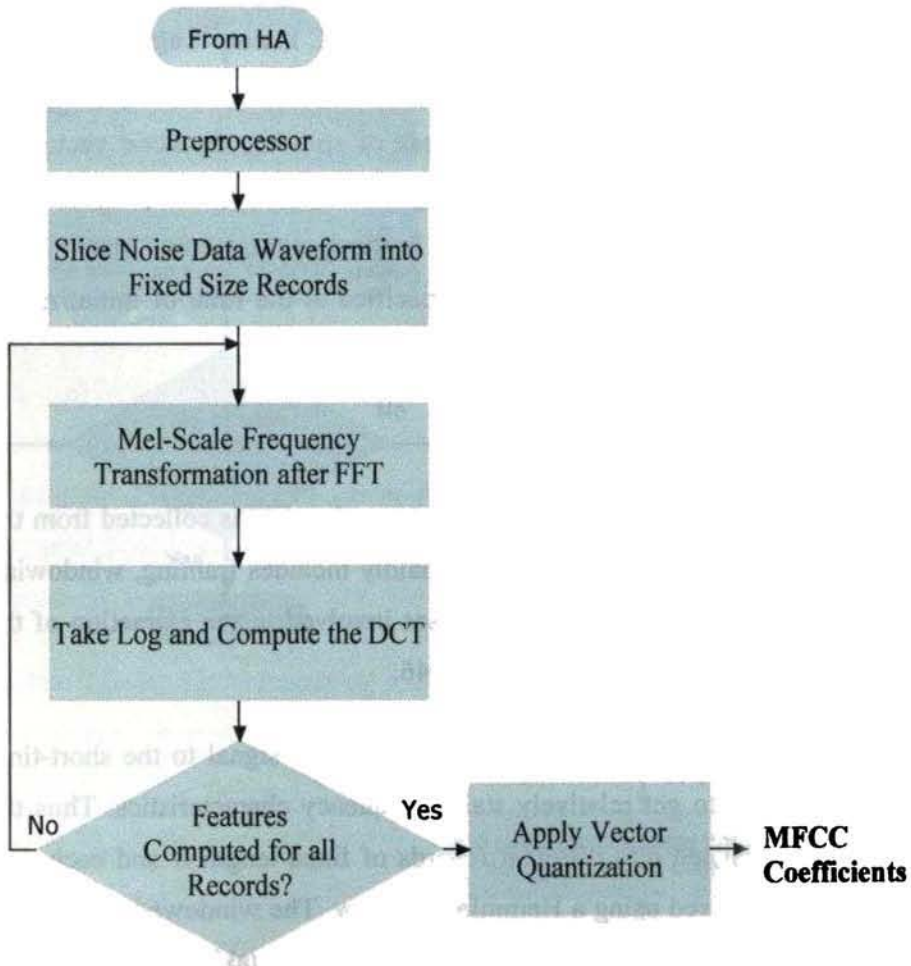 From HA
Preprocessor
Slice Noise Data Waveform into
Fixed Size Records
Mel-Scale Frequency
Transformation after FFT
Take Log and Compute the DCT
No
Features
Computed for all
Records?
Yes
Apply Vector
Quantization
MFCC
Coefficients